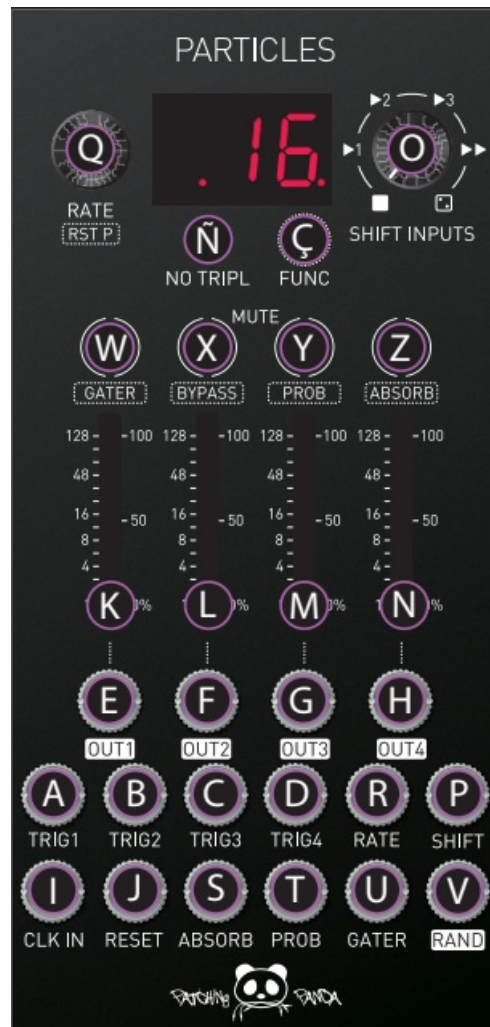 PARTICLES
Q
.16.
▶2 ▶3
▶1 O ▶▶
RATE
RST P
SHIFT INPUTS
Ñ Ç
NO TRIPL FUNC
MUTE
W X Y Z
GATER BYPASS PROB ABSORB
128 -100 128 -100 128 -100 128 -100
48 48 48 48
16 -50 16 -50 16 -50 16 -50
8 8 8 8
4 4 4 4
K % L % M % N %
E F G H
OUT1 OUT2 OUT3 OUT4
A B C D R P
TRIG1 TRIG2 TRIG3 TRIG4 RATE SHIFT
I J S T U V
CLK IN RESET ABSORB PROB GATER RAND
PATCHING PANDA